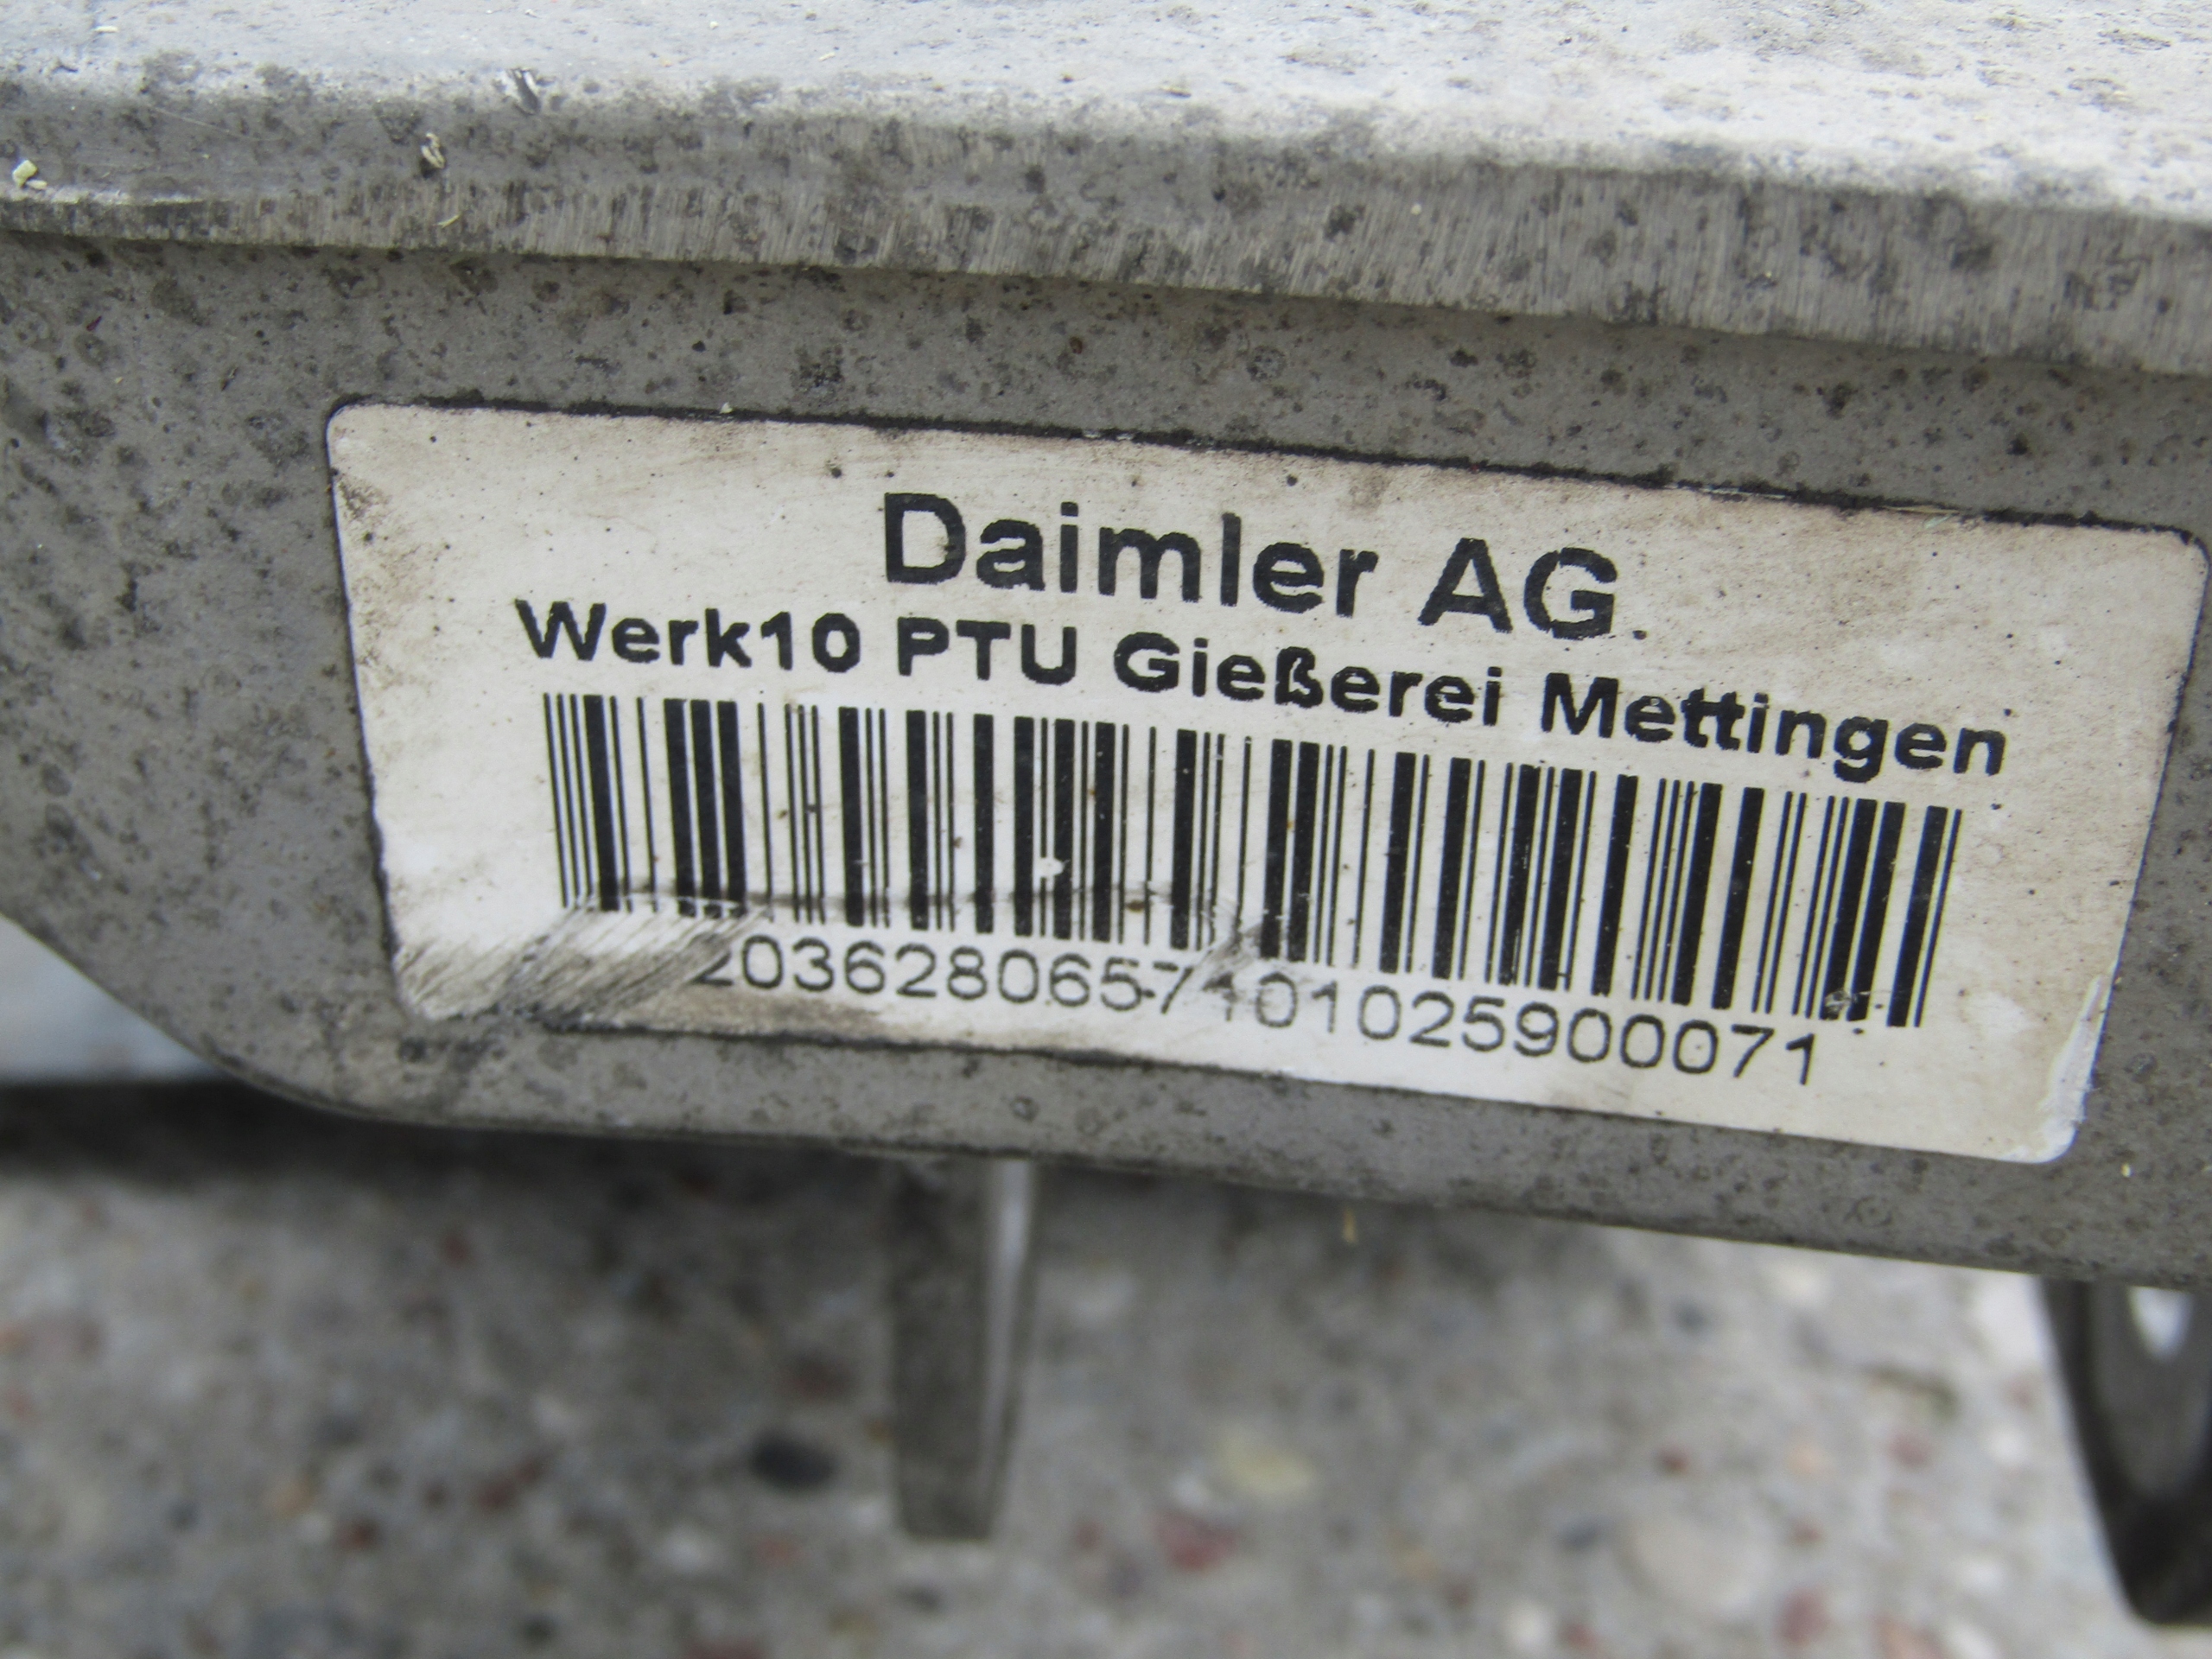 Daimler AG.
Werk10 PTU Gießerei Mettingen
2036280657101025900071